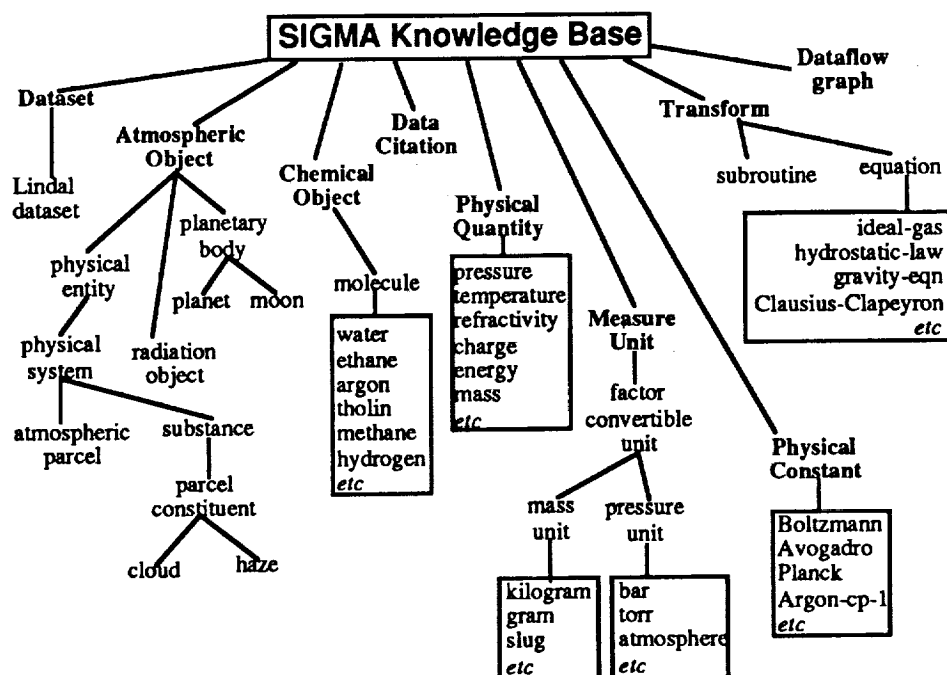 SIGMA Knowledge Base
Dataset
Lindal
dataset
Atmospheric
Object
physical
entity
physical
system
atmospheric
parcel
substance
parcel
constituent
cloud
haze
radiation
object
planetary
body
planet
moon
Chemical
Object
molecule
water
ethane
argon
tholin
methane
hydrogen
etc
Data
Citation
Physical
Quantity
pressure
temperature
refractivity
charge
energy
mass
etc
Measure
Unit
factor
convertible
unit
mass
unit
kilogram
gram
slug
etc
pressure
unit
bar
torr
atmosphere
etc
Physical
Constant
Boltzmann
Avogadro
Planck
Argon-cp-1
etc
Transform
subroutine
equation
ideal-gas
hydrostatic-law
gravity-eqn
Clausius-Clapeyron
etc
Dataflow
graph